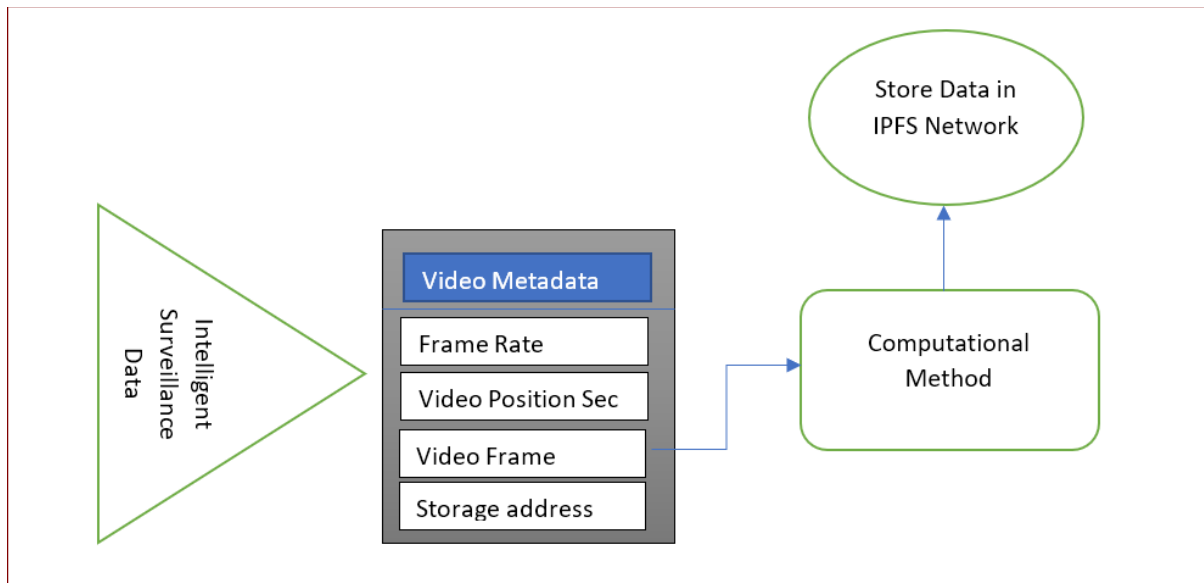 Intelligent
Surveillance
Data
Video Metadata
Frame Rate
Video Position Sec
Video Frame
Storage address
Computational
Method
Store Data in
IPFS Network